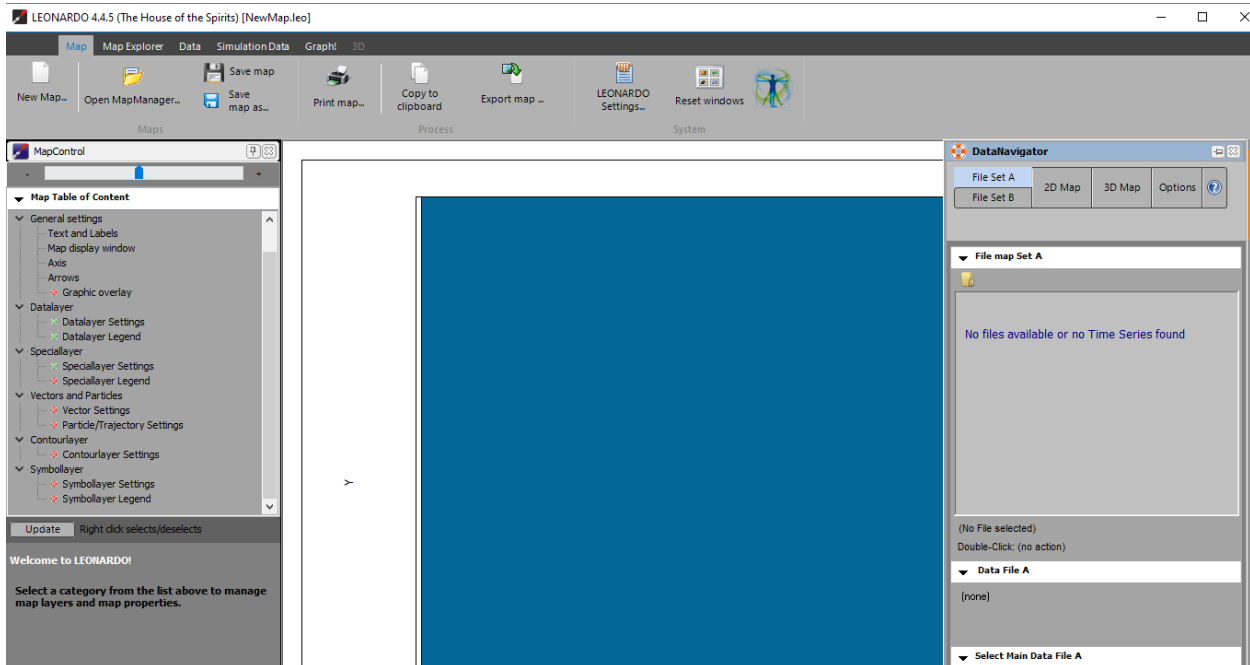 LEONARDO 4.4.5 (The House of the Spirits) [NewMap.leo]
Map Map Explorer Data Simulation Data Graph! 3D
New Map... Open MapManager... Save map Save map as... Print map... Copy to clipboard Export map ... LEONARDO Settings... Reset windows
Maps Process System
MapControl
- +
Map Table of Content
General settings
Text and Labels
Map display window
Axis
Arrows
Graphic overlay
Datalayer
Datalayer Settings
Datalayer Legend
Speciallayer
Speciallayer Settings
Speciallayer Legend
Vectors and Particles
Vector Settings
Particle/Trajectory Settings
Contourlayer
Contourlayer Settings
Symbollayer
Symbollayer Settings
Symbollayer Legend
Update Right click selects/deselects
Welcome to LEONARDO!
Select a category from the list above to manage
map layers and map properties.
Y
DataNavigator
File Set A
File Set B
2D Map 3D Map Options ?
File map Set A
No files available or no Time Series found
(No File selected)
Double-Click: (no action)
Data File A
(none)
Select Main Data File A